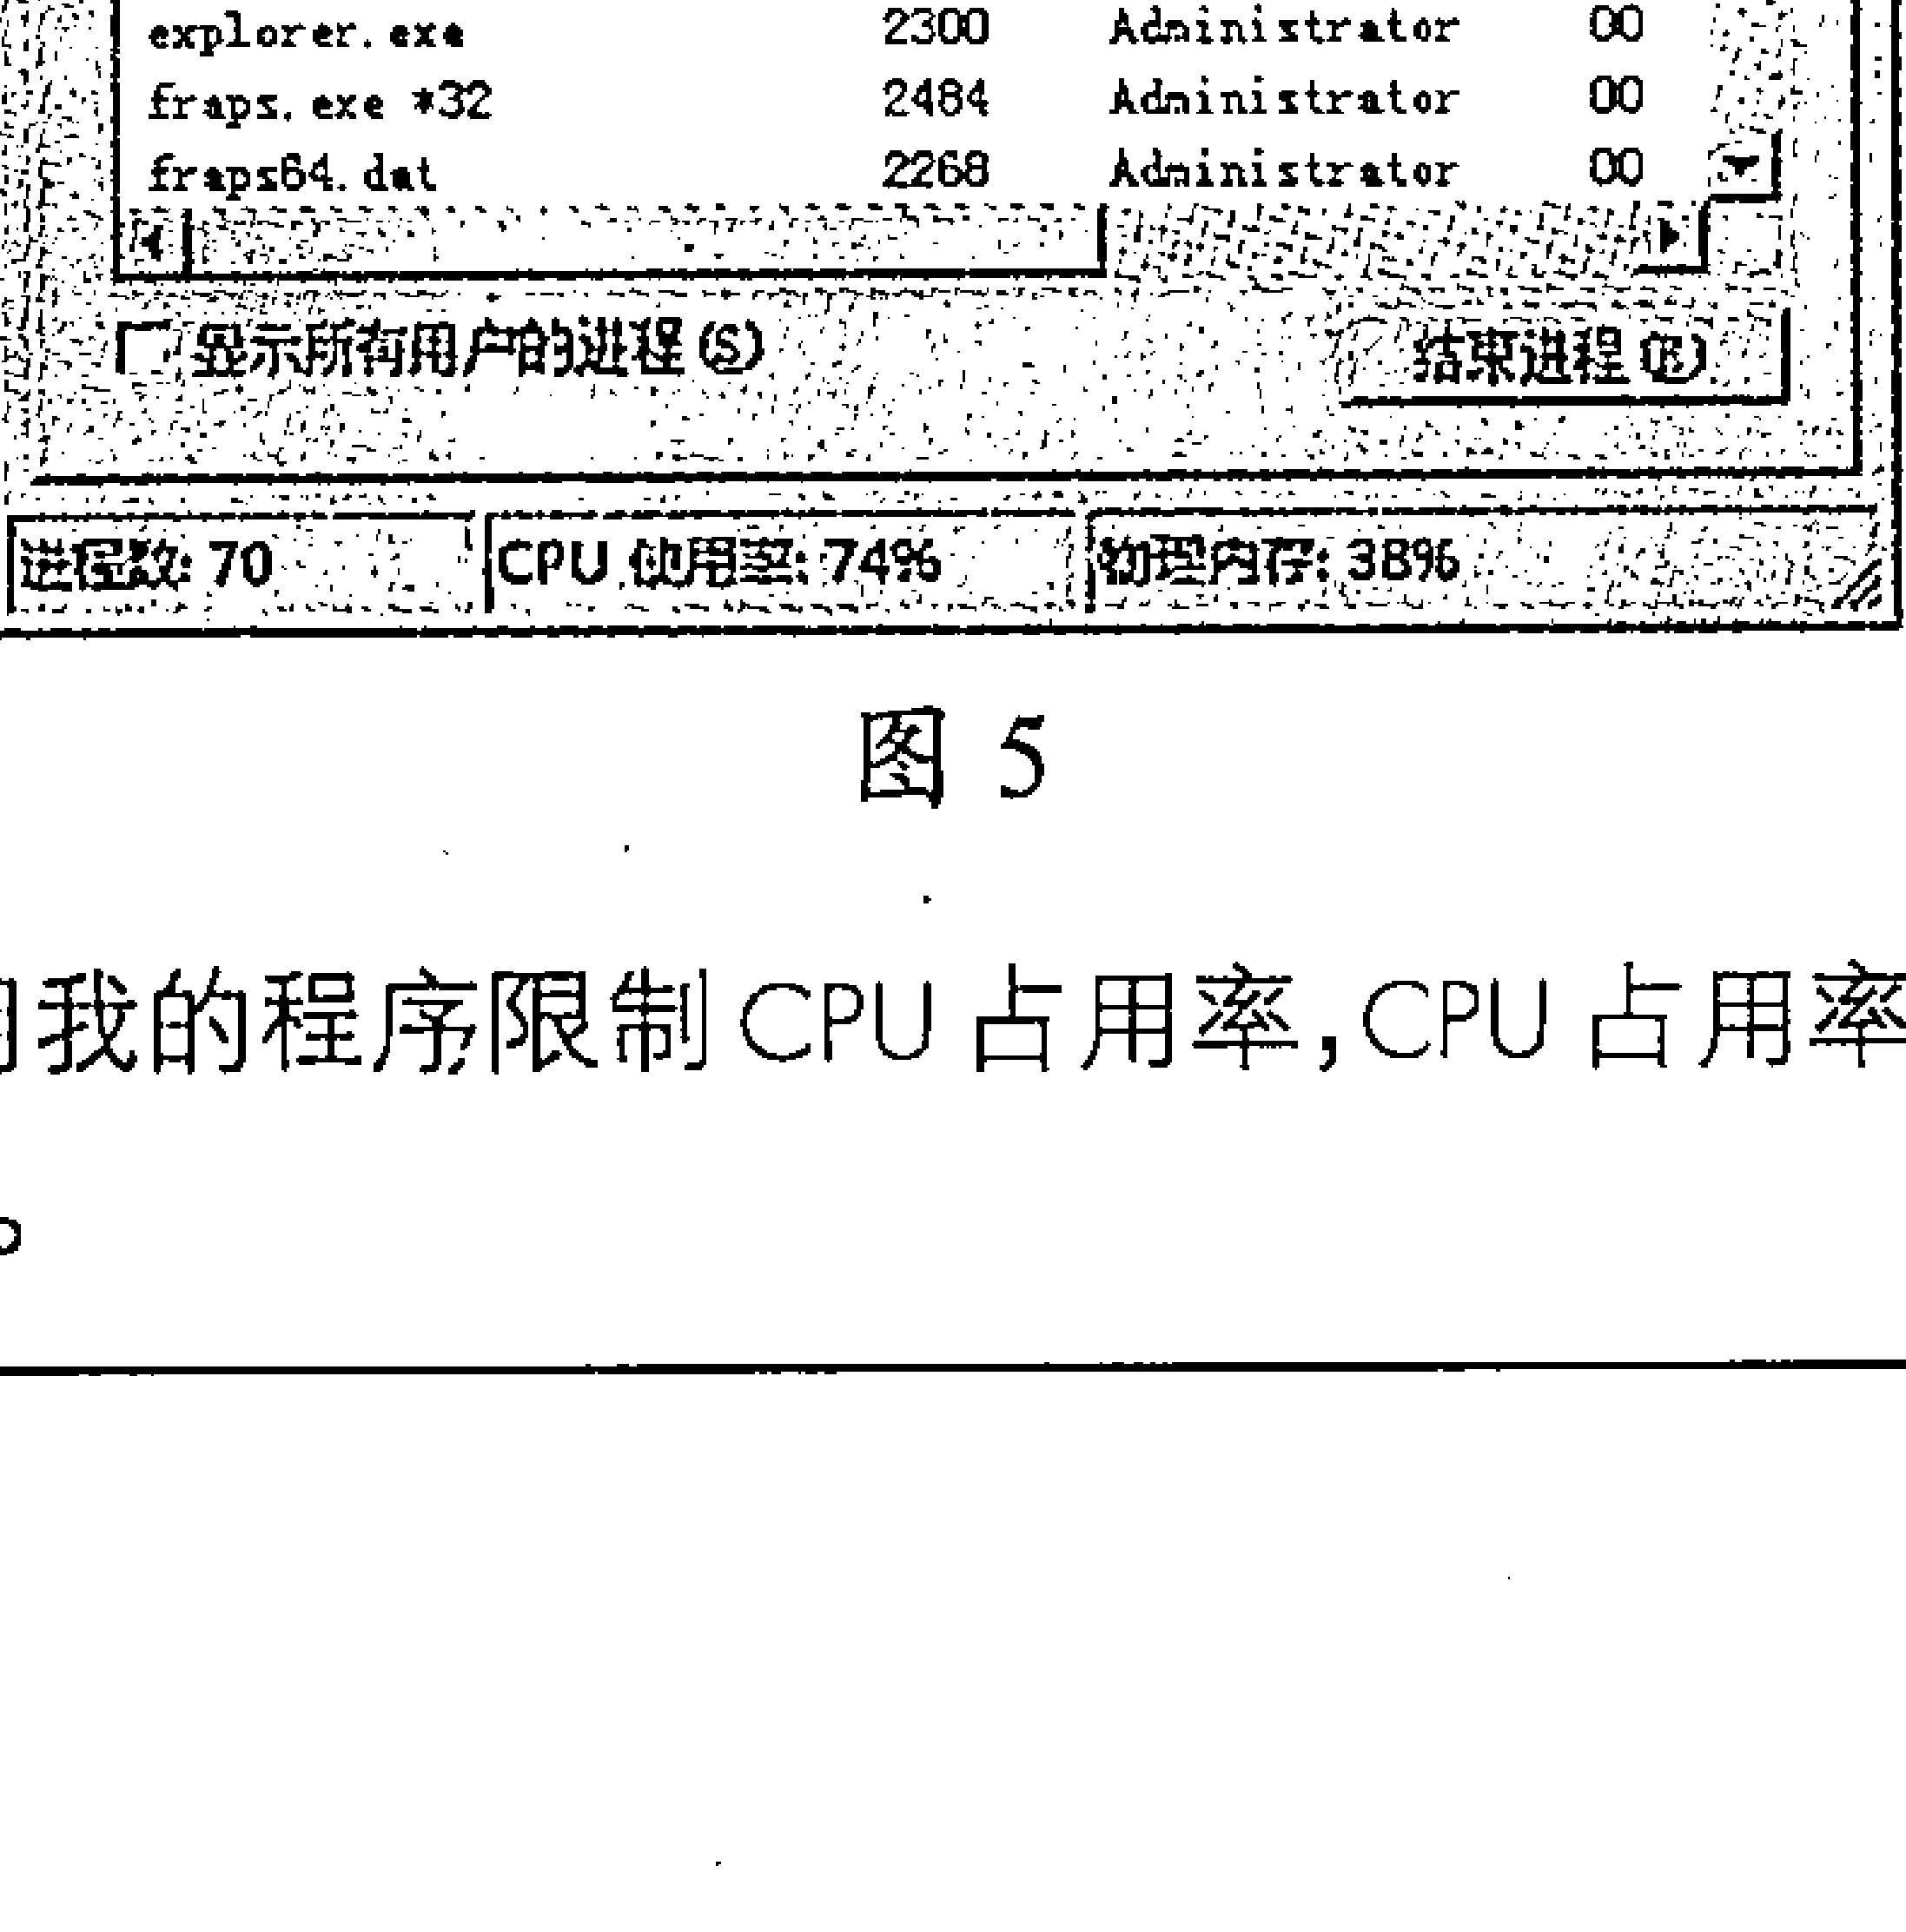 explorer.exe 2300 Administrator 00
fraps.exe *32 2484 Administrator 00
fraps64.dat 2268 Administrator 00
显示所有用户的进程(S) 结束进程(E)
进程数: 70 CPU 使用率: 74% 物理内存: 38%
图 5
我的程序限制CPU占用率,CPU占用率
。